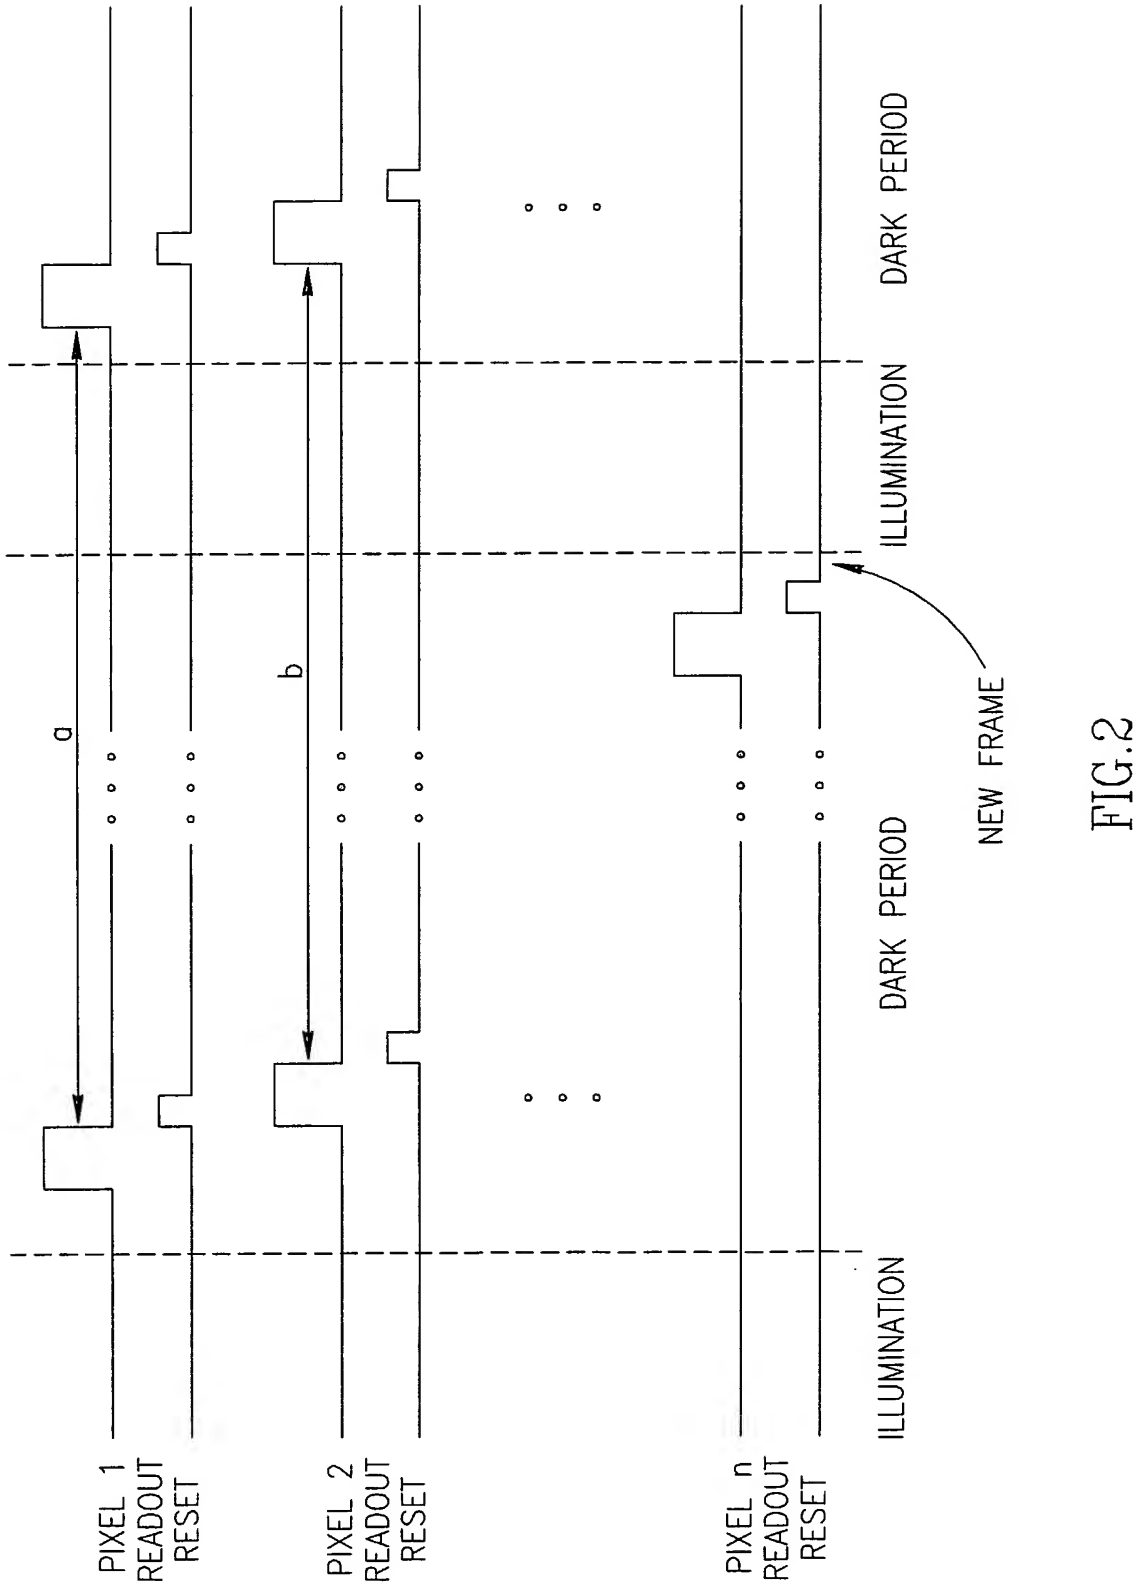 PIXEL 1
READOUT
RESET
a
PIXEL 2
READOUT
RESET
b
PIXEL n
READOUT
RESET
ILLUMINATION
DARK PERIOD
ILLUMINATION
DARK PERIOD
NEW FRAME
FIG.2